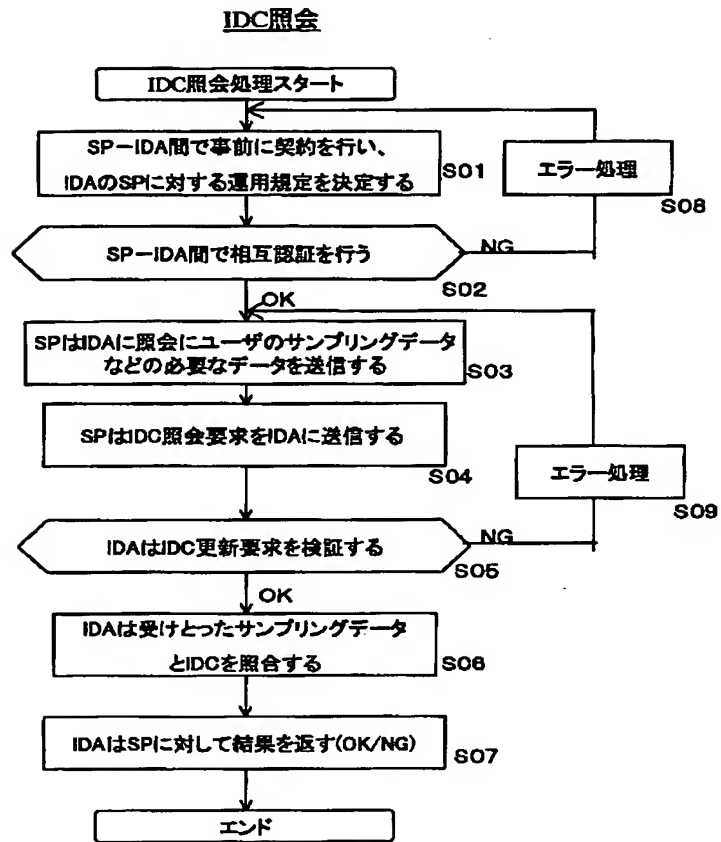 IDC照会
IDC照会処理スタート
SP−IDA間で事前に契約を行い、
IDAのSPに対する運用規定を決定する
S01
エラー処理
S08
SP−IDA間で相互認証を行う
NG
S02
OK
SPはIDAに照会にユーザのサンプリングデータ
などの必要なデータを送信する
S03
SPはIDC照会要求をIDAに送信する
S04
エラー処理
S09
IDAはIDC更新要求を検証する
NG
S05
OK
IDAは受けとったサンプリングデータ
とIDCを照合する
S06
IDAはSPに対して結果を返す(OK/NG)
S07
エンド